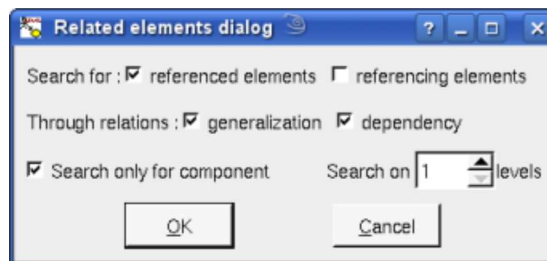 Related elements dialog
Search for : referenced elements referencing elements
Through relations : generalization dependency
Search only for component Search on 1 levels
OK Cancel